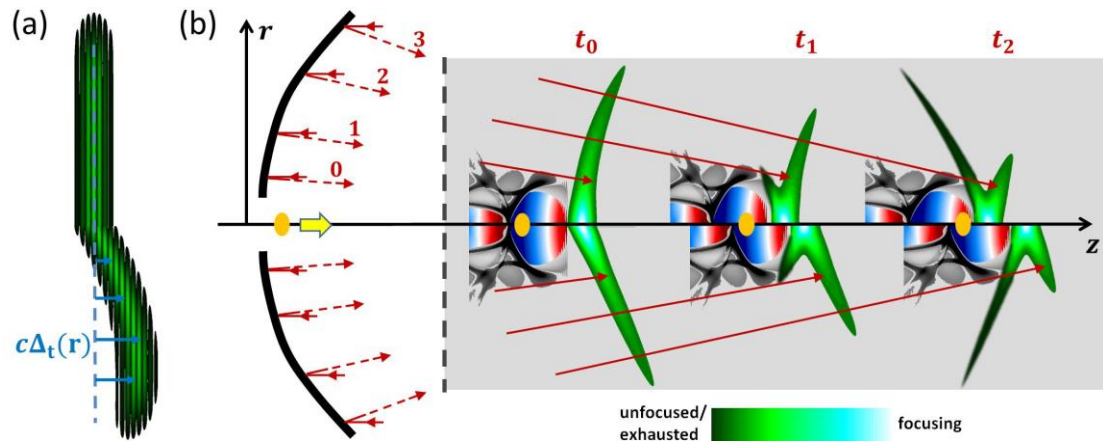 (a)
cΔt(r)
(b)
r
3
2
1
0
t0
t1
t2
z
unfocused/
exhausted
focusing